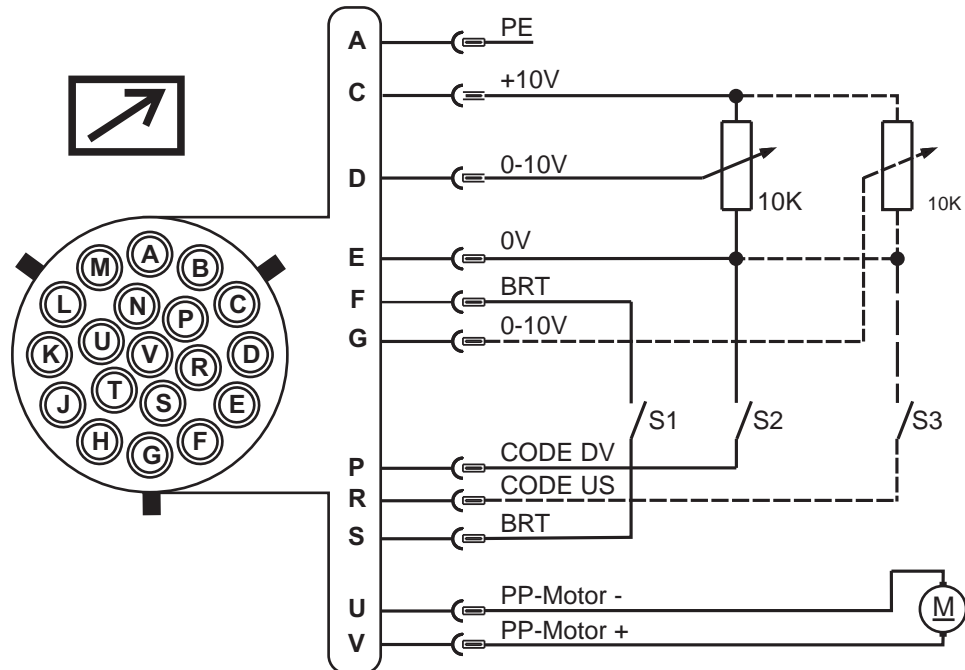 A PE
C +10V
D 0-10V
10K 10K
E 0V
F BRT
G 0-10V
S1 S2 S3
P CODE DV
R CODE US
S BRT
U PP-Motor -
M
V PP-Motor +
A
M B
L N C
P
K U V D
R
T
J S E
H F
G